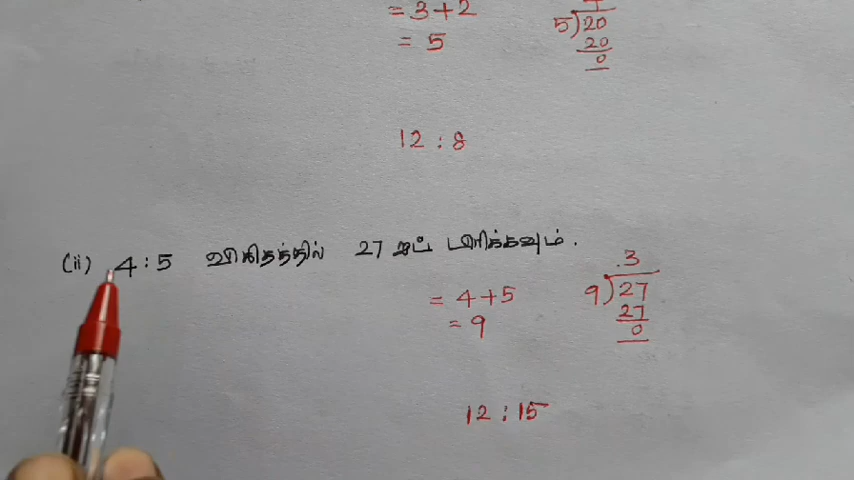 = 3 + 2
= 5
5)20
20
0
12 : 8
(ii) 4 : 5 விகிதத்தில் 27 ஐப் பிரிக்கவும்.
= 4 + 5
= 9
.3
9)27
27
0
12 : 15